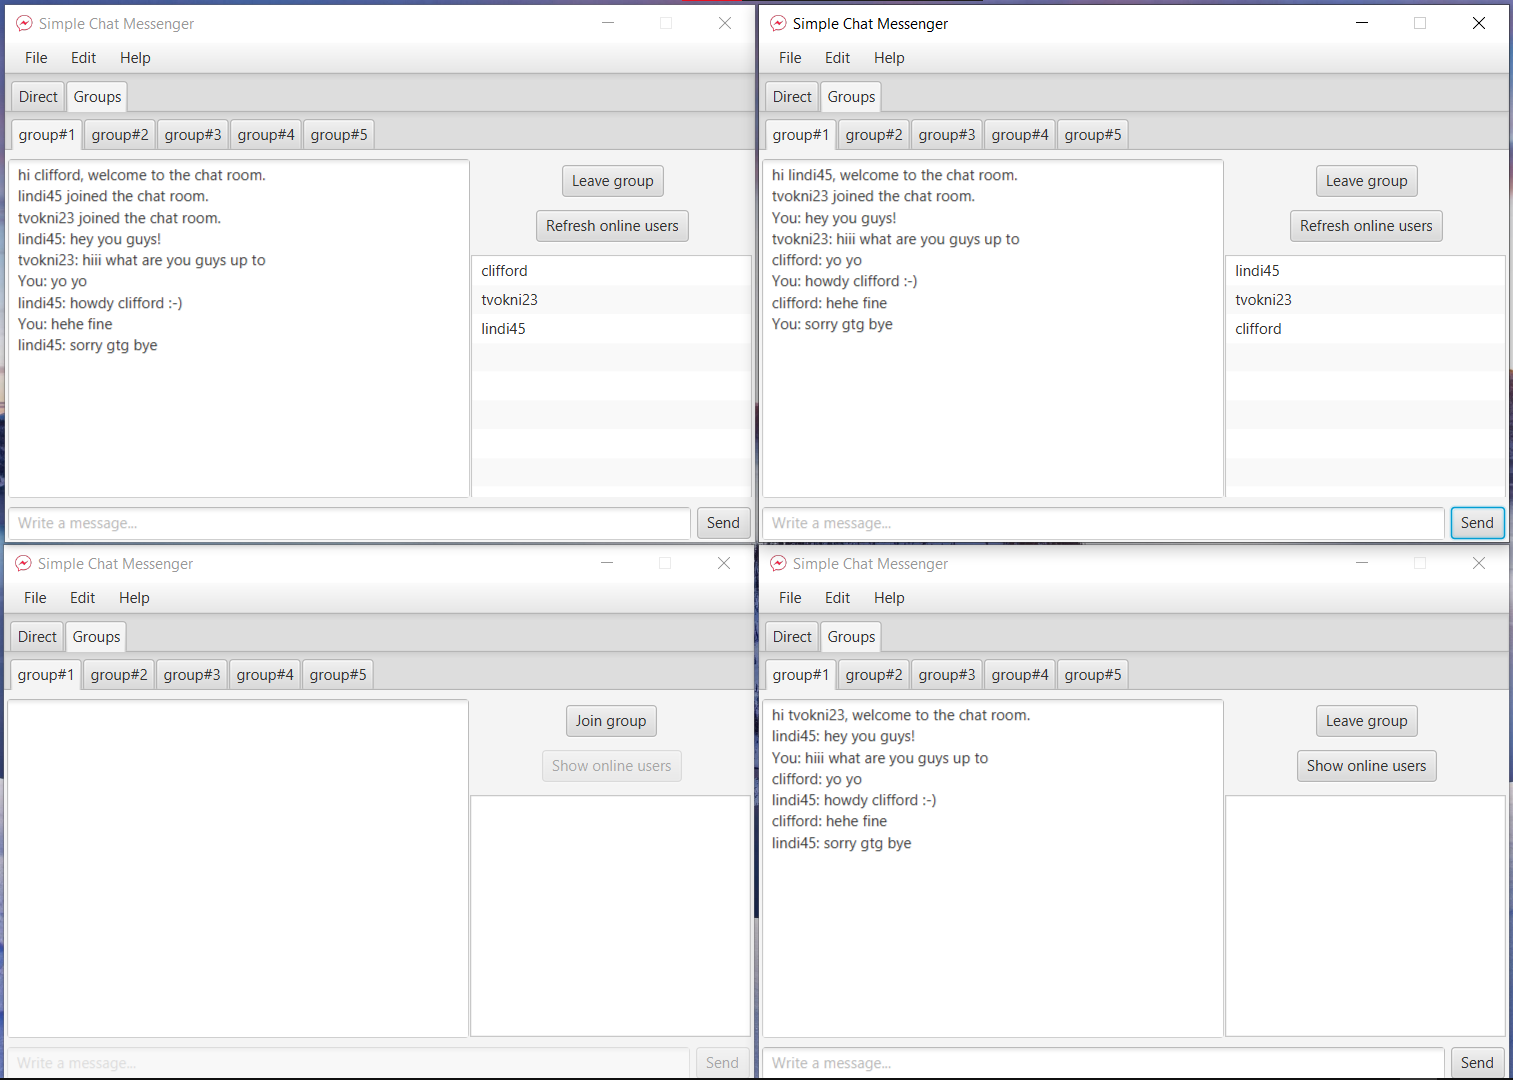 Simple Chat Messenger
File Edit Help
Direct Groups
group#1 group#2 group#3 group#4 group#5
hi clifford, welcome to the chat room.
lindi45 joined the chat room.
tvokni23 joined the chat room.
lindi45: hey you guys!
tvokni23: hiii what are you guys up to
You: yo yo
lindi45: howdy clifford :-)
You: hehe fine
lindi45: sorry gtg bye
Leave group
Refresh online users
clifford
tvokni23
lindi45
Write a message...
Send
Simple Chat Messenger
File Edit Help
Direct Groups
group#1 group#2 group#3 group#4 group#5
hi lindi45, welcome to the chat room.
tvokni23 joined the chat room.
You: hey you guys!
tvokni23: hiii what are you guys up to
clifford: yo yo
You: howdy clifford :-)
clifford: hehe fine
You: sorry gtg bye
Leave group
Refresh online users
lindi45
tvokni23
clifford
Write a message...
Send
Simple Chat Messenger
File Edit Help
Direct Groups
group#1 group#2 group#3 group#4 group#5
Join group
Show online users
Write a message...
Send
Simple Chat Messenger
File Edit Help
Direct Groups
group#1 group#2 group#3 group#4 group#5
hi tvokni23, welcome to the chat room.
lindi45: hey you guys!
You: hiii what are you guys up to
clifford: yo yo
lindi45: howdy clifford :-)
clifford: hehe fine
lindi45: sorry gtg bye
Leave group
Show online users
Write a message...
Send